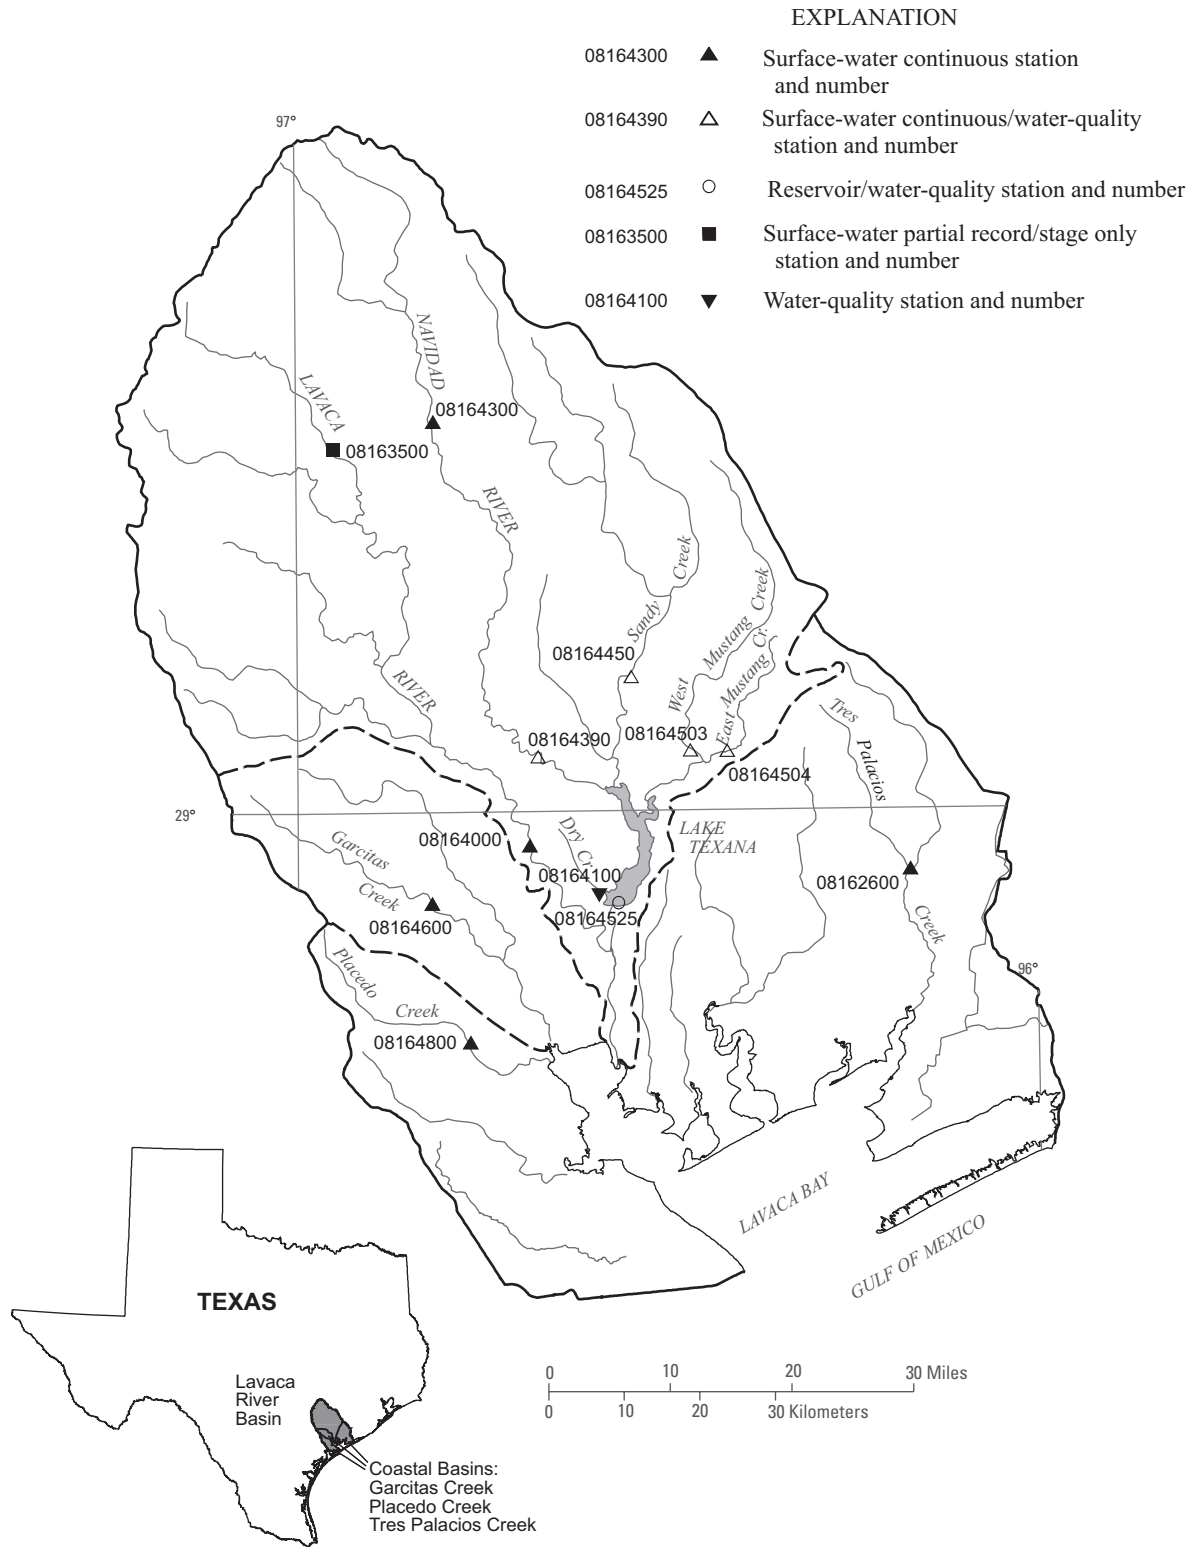 EXPLANATION
08164300
Surface-water continuous station
and number
08164390
Surface-water continuous/water-quality
station and number
08164525
Reservoir/water-quality station and number
08163500
Surface-water partial record/stage only
station and number
08164100
Water-quality station and number
97°
NAVIDAD
LAVACA
08164300
08163500
RIVER
Sandy Creek
West Mustang Creek
East Mustang Cr.
08164450
RIVER
Tres
Palacios
08164503
08164390
08164504
29°
Dry Cr.
LAKE
TEXANA
Garcitas
08164000
08164100
08162600
Creek
08164600
08164525
Creek
Placedo
96°
Creek
08164800
LAVACA BAY
GULF OF MEXICO
TEXAS
Lavaca
River
Basin
Coastal Basins:
Garcitas Creek
Placedo Creek
Tres Palacios Creek
0 10 20 30 Miles
0 10 20 30 Kilometers